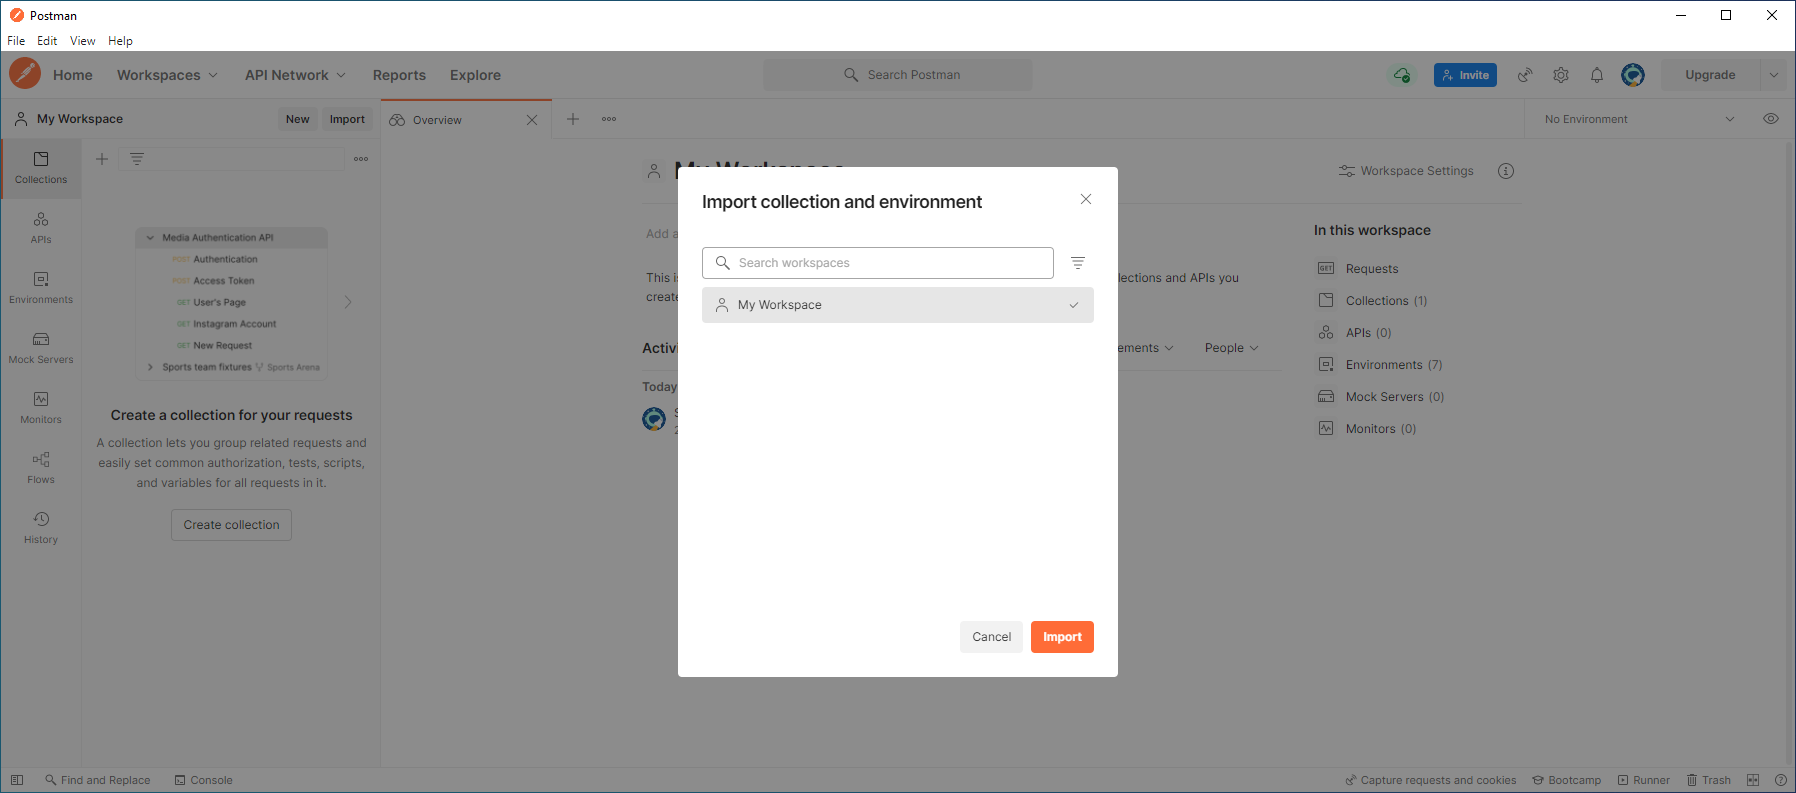 Postman
File Edit View Help
Home Workspaces API Network Reports Explore
Search Postman
Invite
Upgrade
My Workspace
New Import
Overview
No Environment
Collections
APIs
Environments
Mock Servers
Monitors
Flows
History
Media Authentication API
POST Authentication
POST Access Token
GET User's Page
GET Instagram Account
GET New Request
Sports team fixtures Sports Arena
Create a collection for your requests
A collection lets you group related requests and
easily set common authorization, tests, scripts,
and variables for all requests in it.
Create collection
My Workspace
Workspace Settings
Add a
This is
lections and APIs you
create
Activi
ements People
Today
Import collection and environment
Search workspaces
My Workspace
Cancel Import
In this workspace
GET Requests
Collections (1)
APIs (0)
Environments (7)
Mock Servers (0)
Monitors (0)
Find and Replace Console
Capture requests and cookies Bootcamp Runner Trash